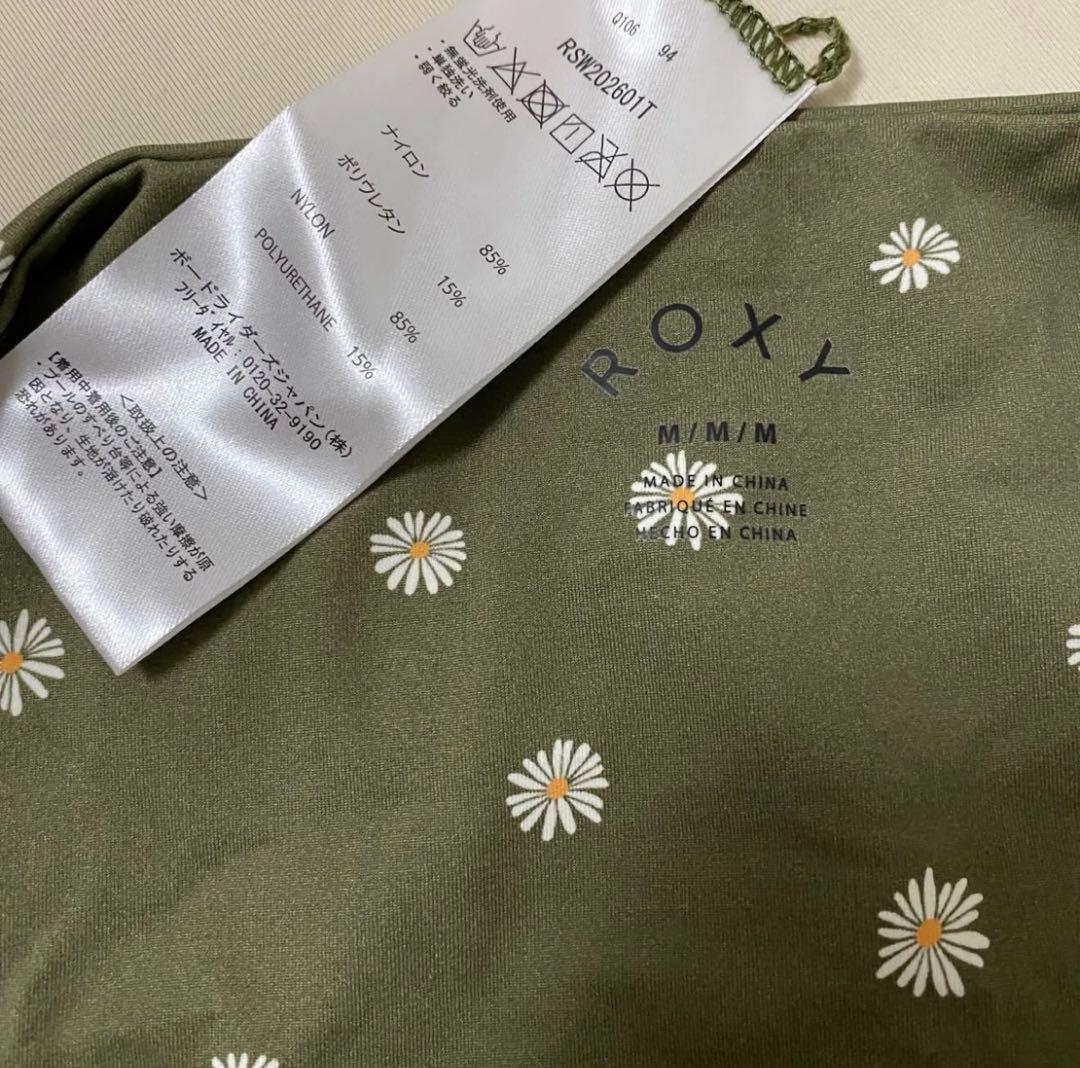 Q106 94
RSW202601T
・無蛍光洗剤使用
・単独洗い
・弱く絞る
ナイロン 85%
ポリウレタン 15%
NYLON 85%
POLYURETHANE 15%
ボードライダーズジャパン(株)
フリーダイヤル:0120-32-9190
MADE IN CHINA
<取扱上の注意>
【着用中着用後のご注意】
・プールのすべり台等による強い摩擦が原
因となり、生地が溶けたり破れたりする
恐れがあります。
ROXY
M/M/M
MADE IN CHINA
FABRIQUÉ EN CHINE
HECHO EN CHINA